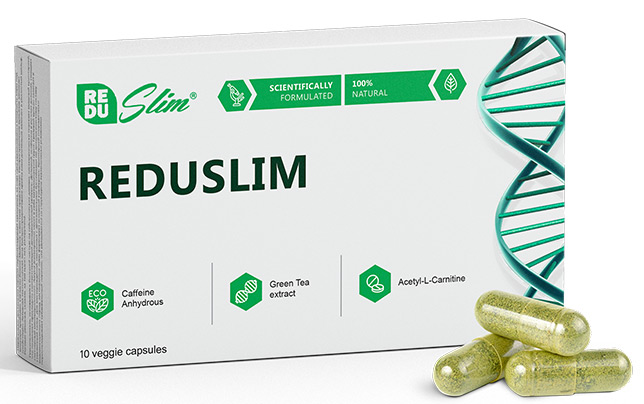 RE
DU Slim®
SCIENTIFICALLY
FORMULATED
100%
NATURAL
REDUSLIM
ECO
Caffeine
Anhydrous
Green Tea
extract
Acetyl-L-Carnitine
10 veggie capsules